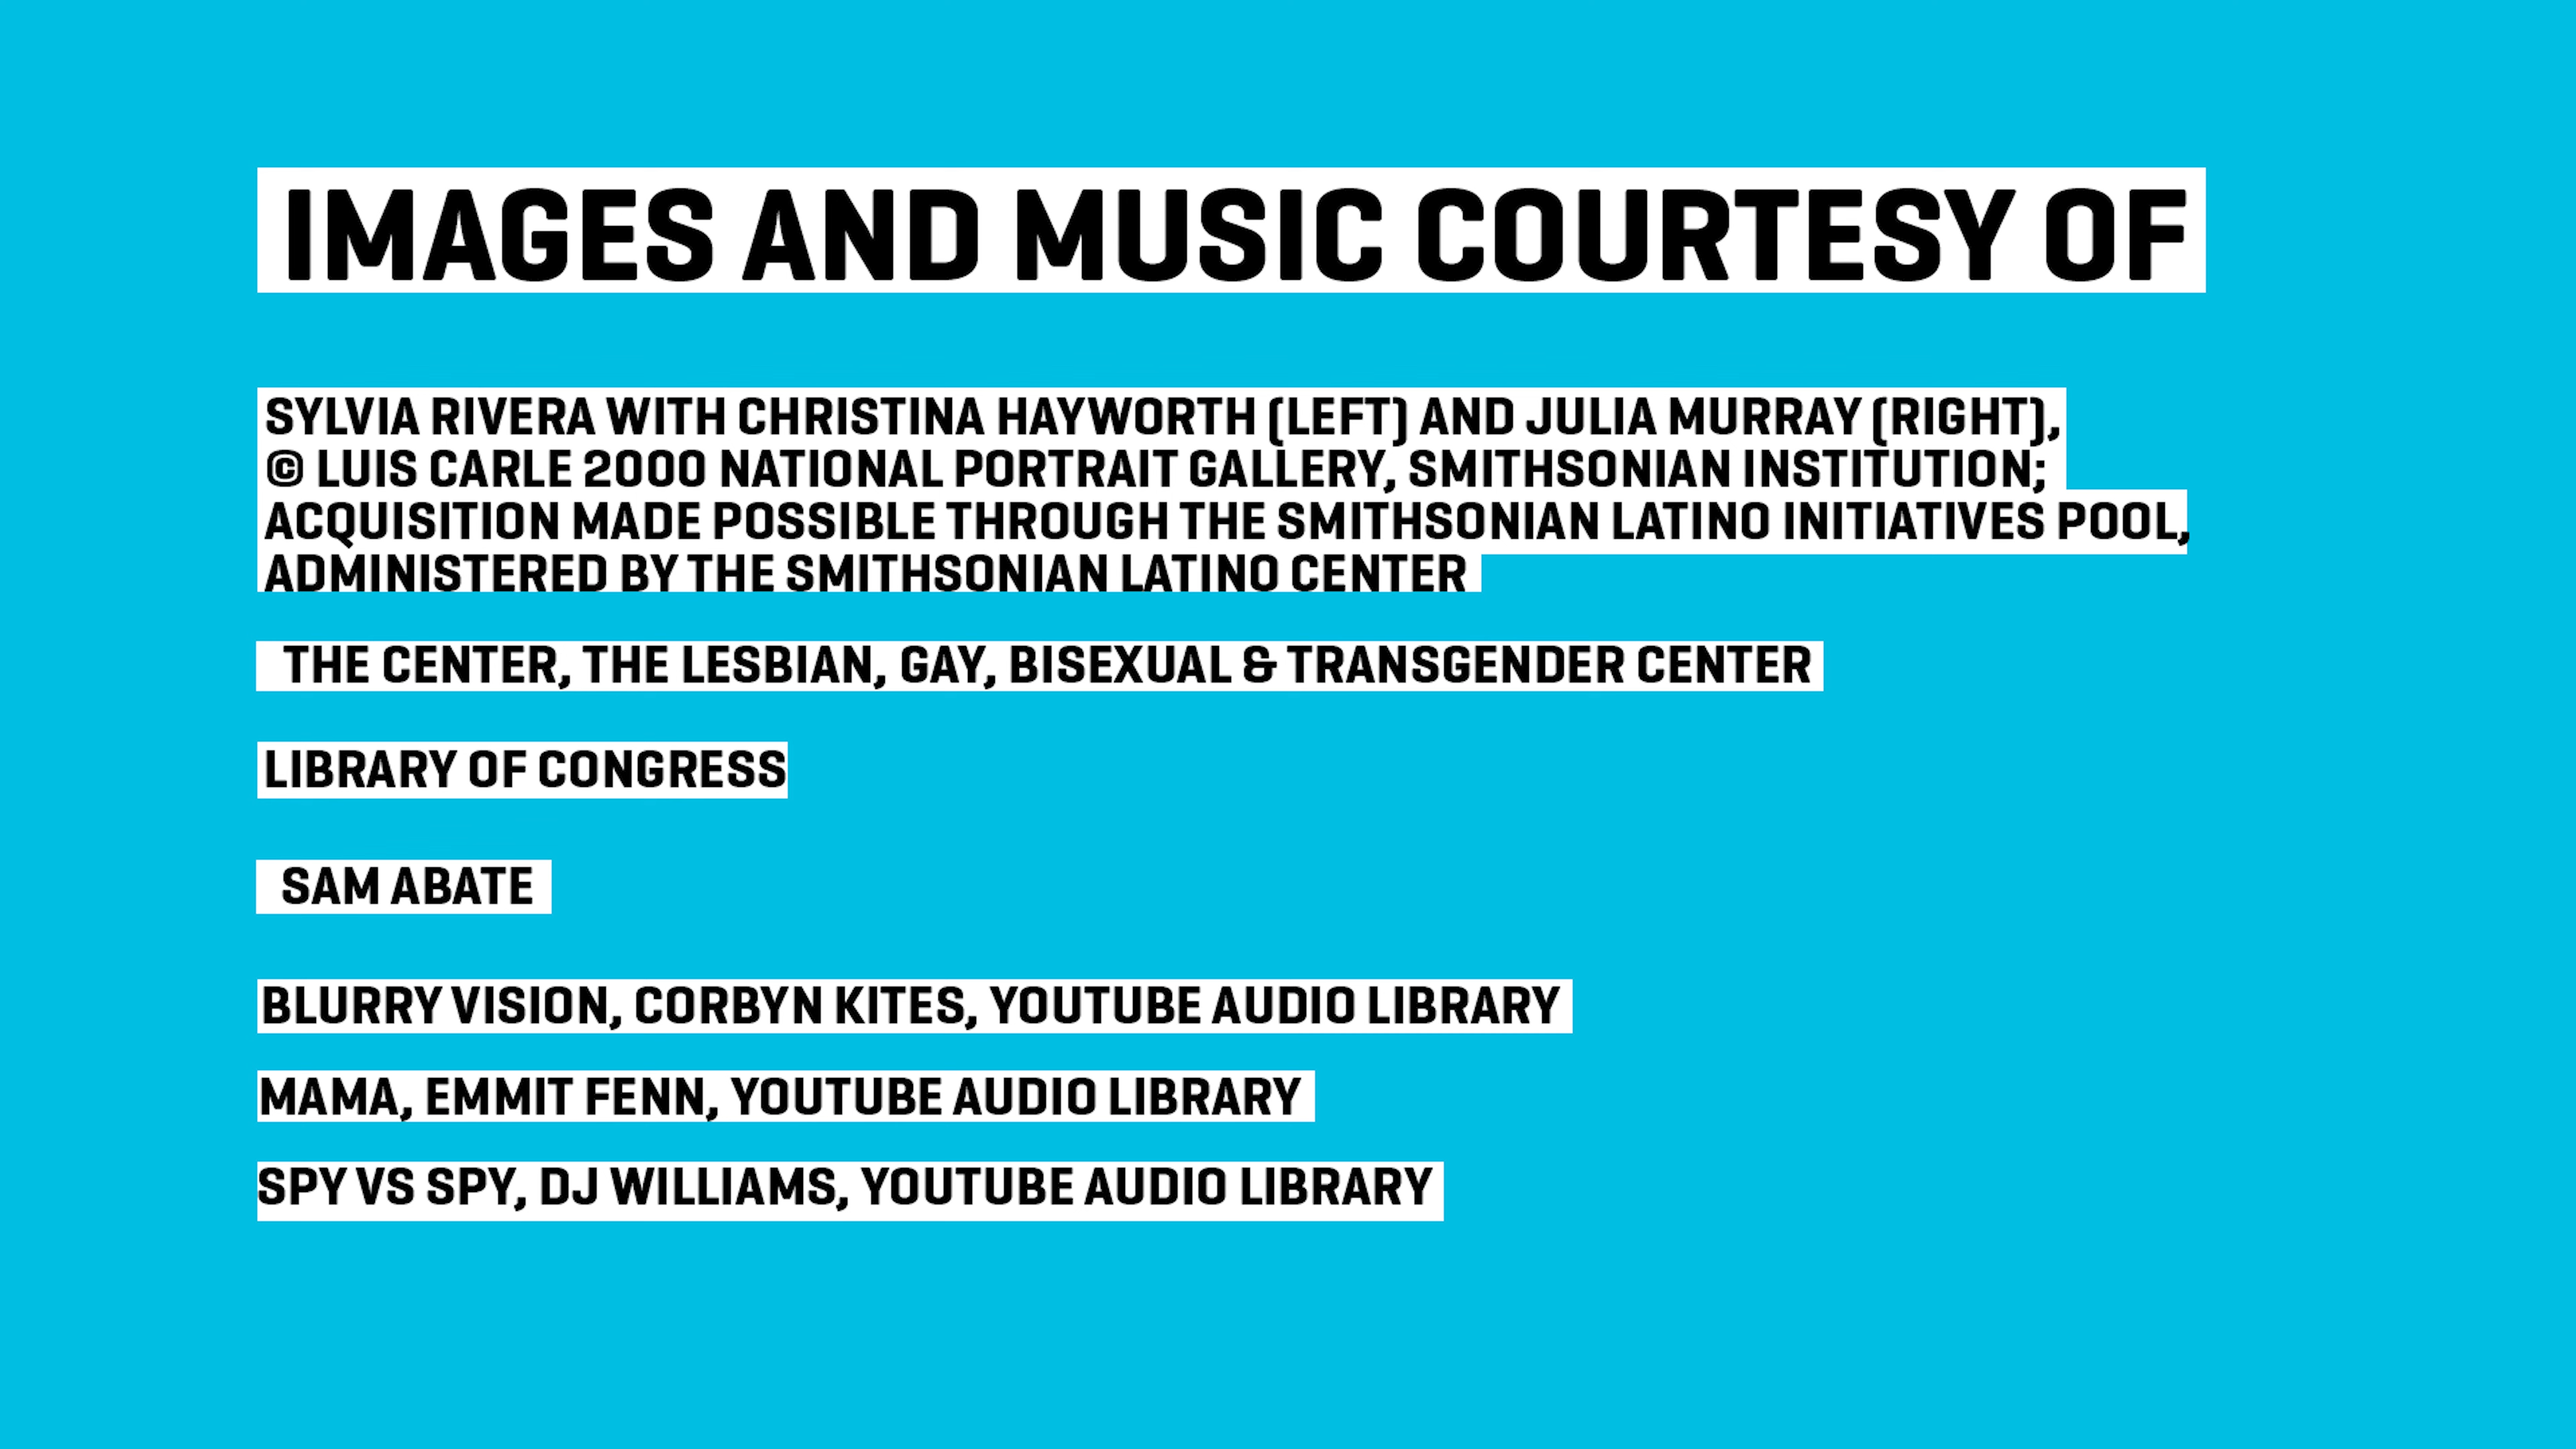 IMAGES AND MUSIC COURTESY OF
SYLVIA RIVERA WITH CHRISTINA HAYWORTH (LEFT) AND JULIA MURRAY (RIGHT),
© LUIS CARLE 2000 NATIONAL PORTRAIT GALLERY, SMITHSONIAN INSTITUTION;
ACQUISITION MADE POSSIBLE THROUGH THE SMITHSONIAN LATINO INITIATIVES POOL,
ADMINISTERED BY THE SMITHSONIAN LATINO CENTER
THE CENTER, THE LESBIAN, GAY, BISEXUAL & TRANSGENDER CENTER
LIBRARY OF CONGRESS
SAM ABATE
BLURRY VISION, CORBYN KITES, YOUTUBE AUDIO LIBRARY
MAMA, EMMIT FENN, YOUTUBE AUDIO LIBRARY
SPY VS SPY, DJ WILLIAMS, YOUTUBE AUDIO LIBRARY